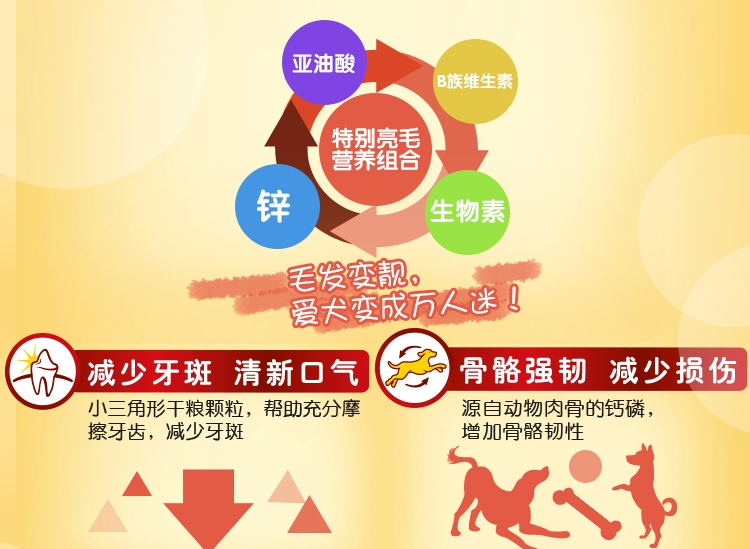 亚油酸
B族维生素
特别亮毛
营养组合
锌
生物素
毛发变靓，
爱犬变成万人迷！
减少牙斑 清新口气
小三角形干粮颗粒，帮助充分摩
擦牙齿，减少牙斑
骨骼强韧 减少损伤
源自动物肉骨的钙磷，
增加骨骼韧性